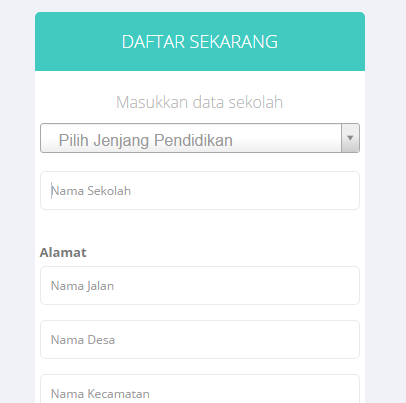 DAFTAR SEKARANG
Masukkan data sekolah
Pilih Jenjang Pendidikan
Nama Sekolah
Alamat
Nama Jalan
Nama Desa
Nama Kecamatan